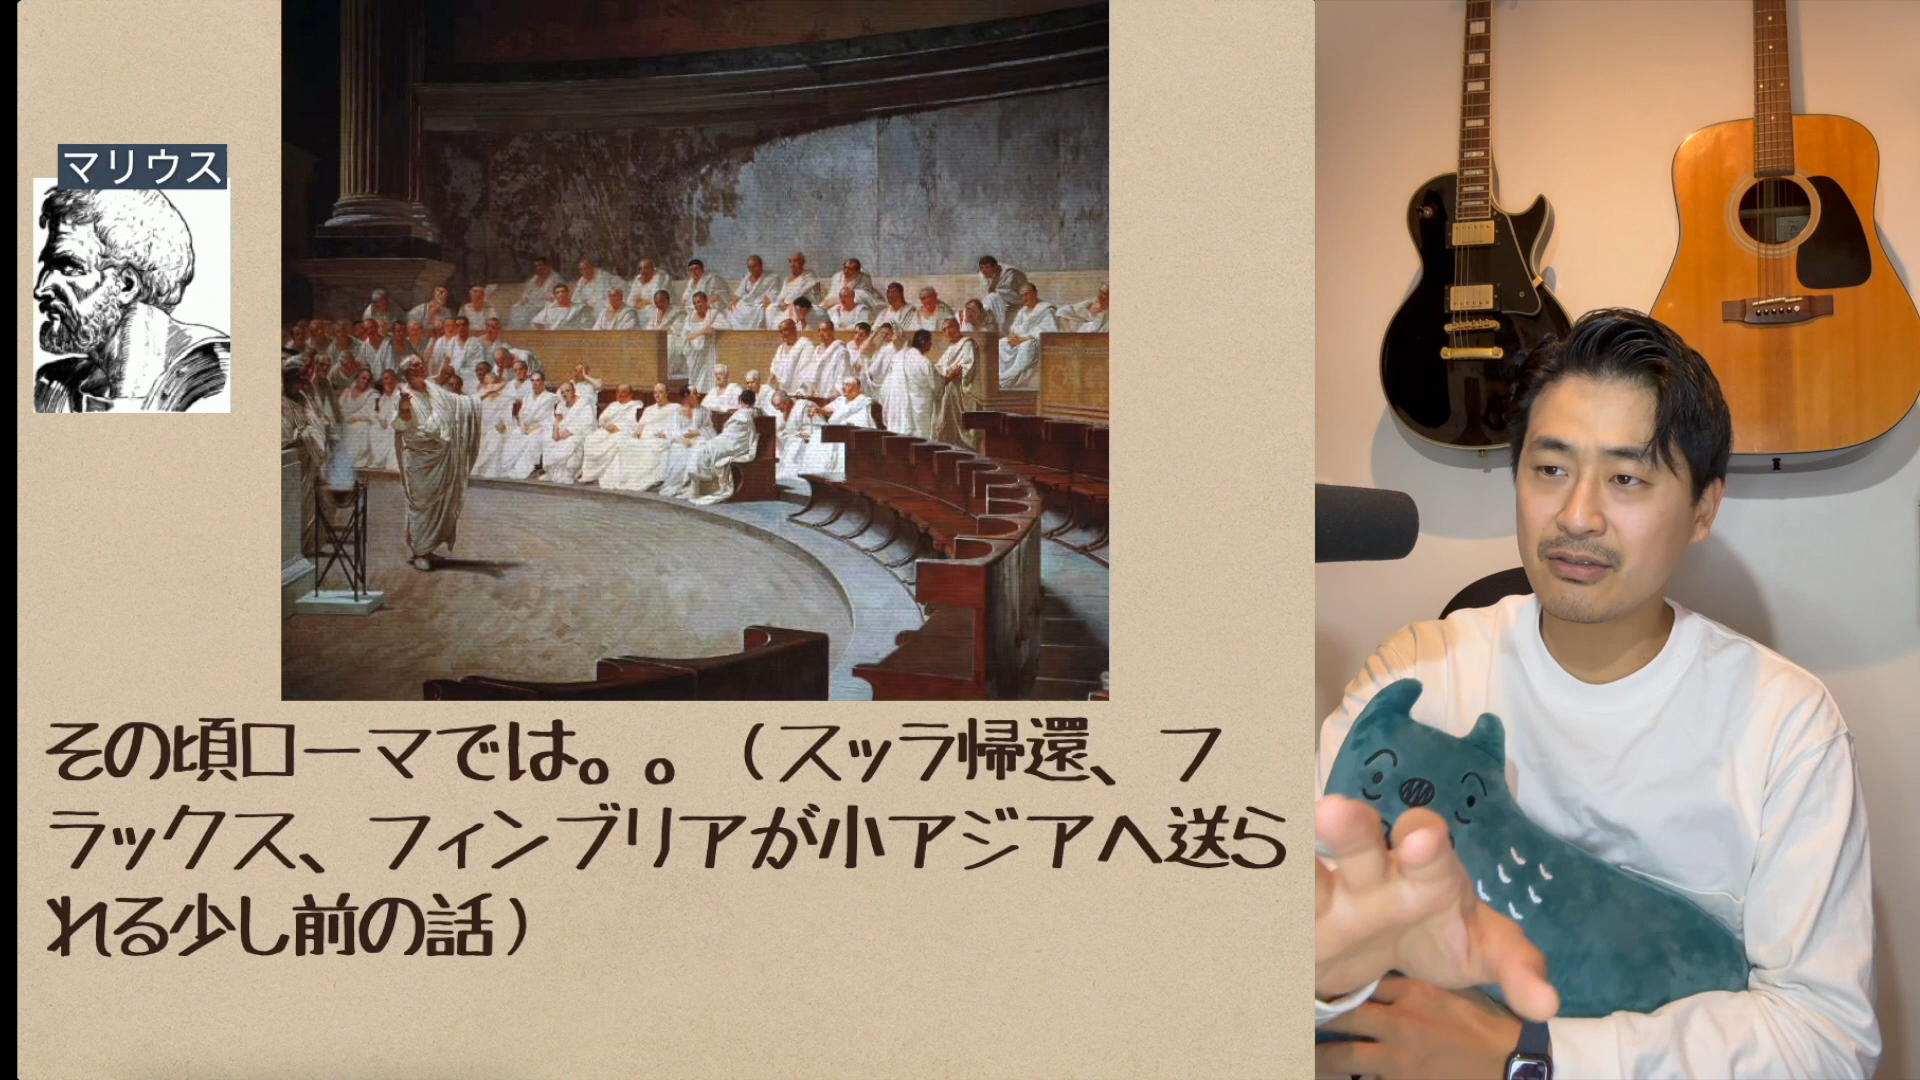 マリウス
その頃ローマでは。。（スッラ帰還、フ
ラックス、フィンブリアが小アジアへ送ら
れる少し前の話）